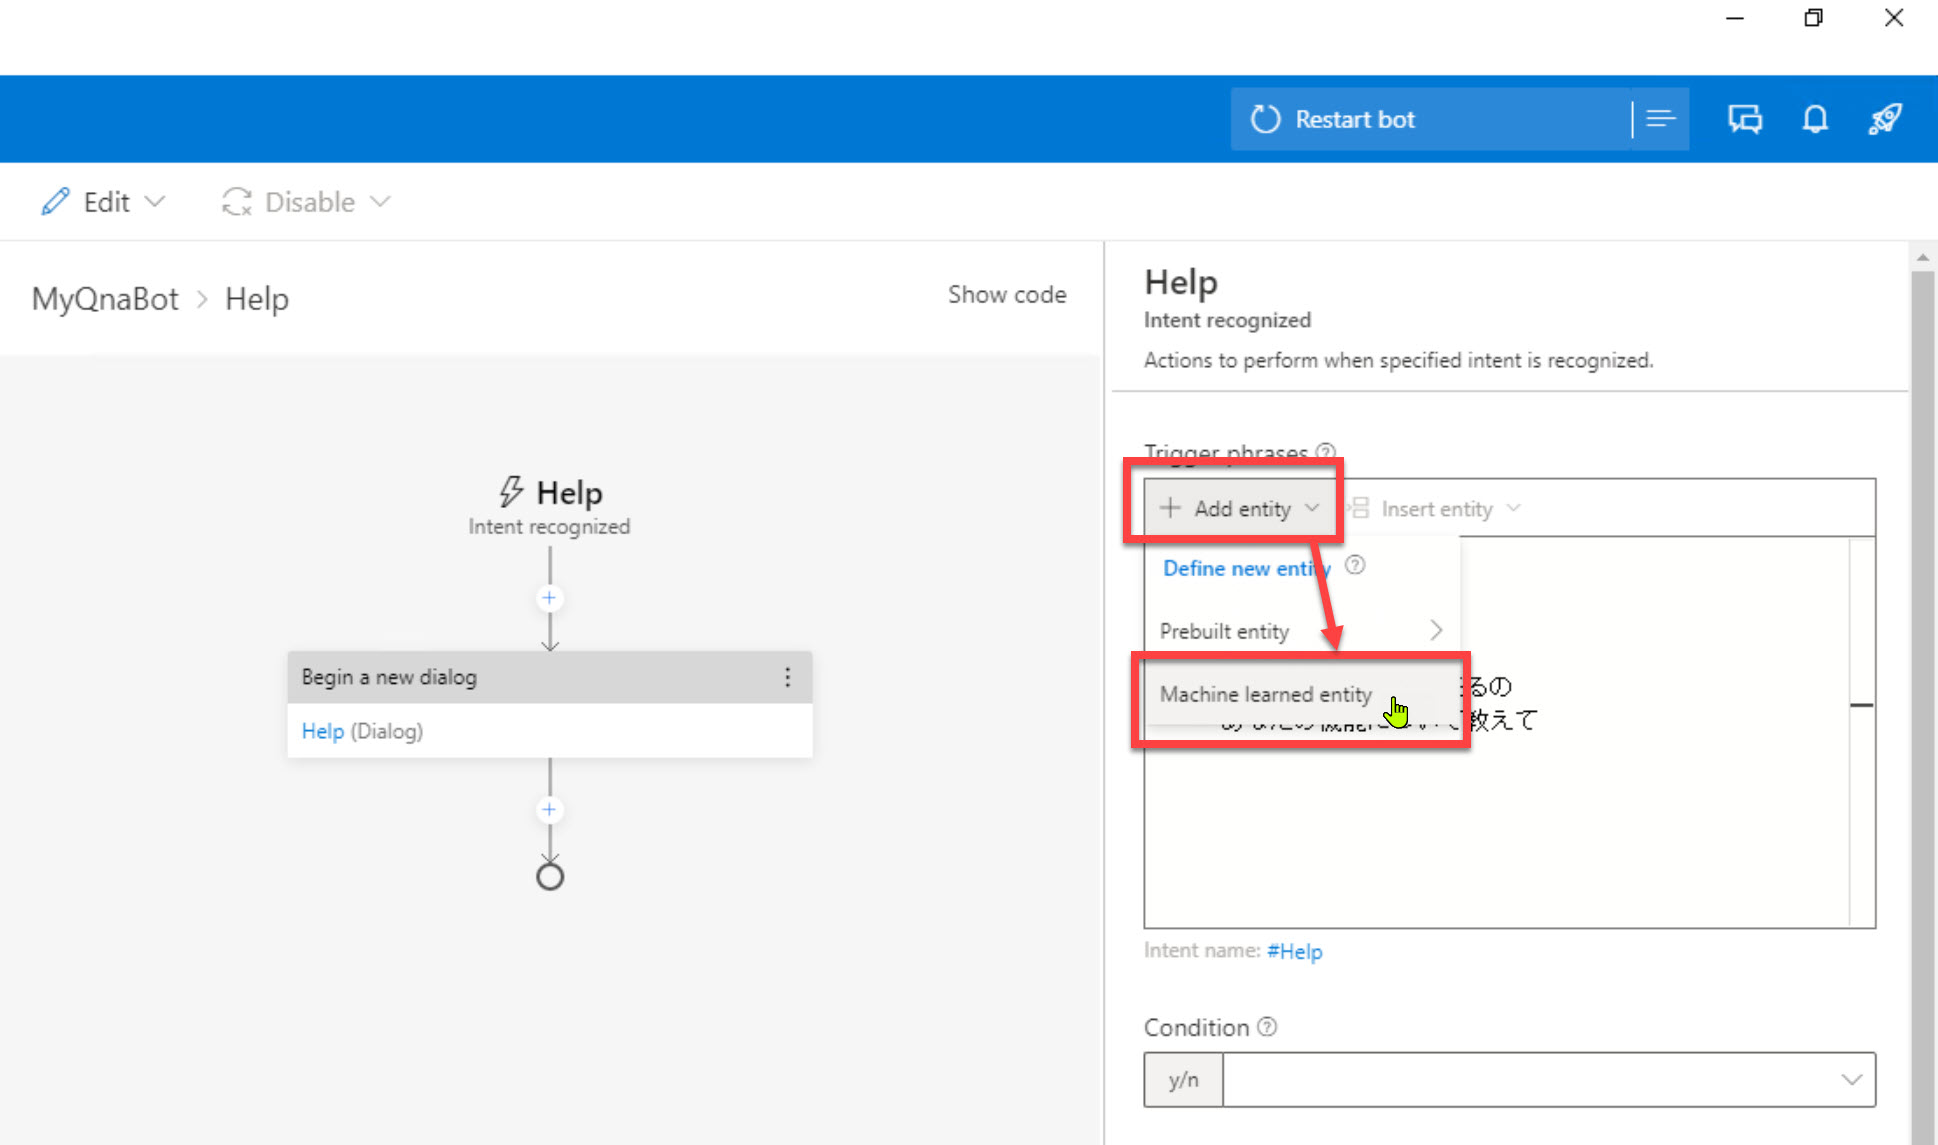 Restart bot
Edit
Disable
MyQnaBot > Help
Show code
Help
Intent recognized
Begin a new dialog
Help (Dialog)
Help
Intent recognized
Actions to perform when specified intent is recognized.
Trigger phrases
Add entity
Insert entity
Define new entity
Prebuilt entity
Machine learned entity
るの
教えて
Intent name: #Help
Condition
y/n